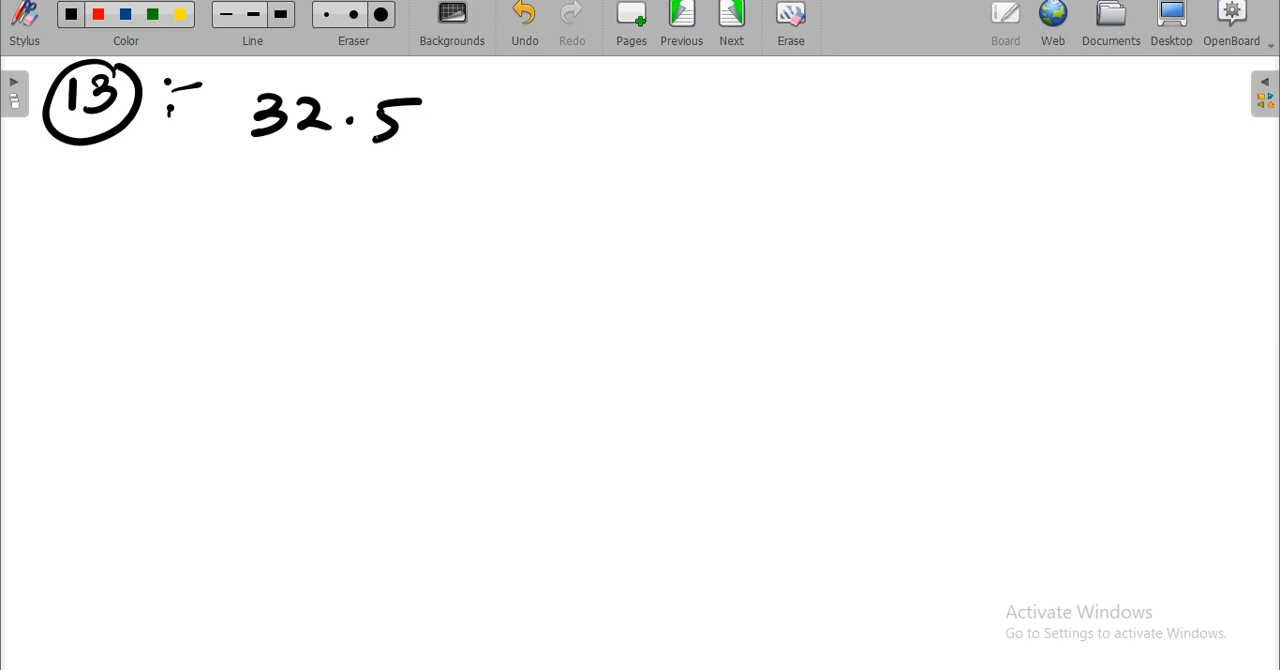 Stylus Color Line Eraser Backgrounds Undo Redo Pages Previous Next Erase Board Web Documents Desktop OpenBoard
13 :- 32.5
Activate Windows
Go to Settings to activate Windows.